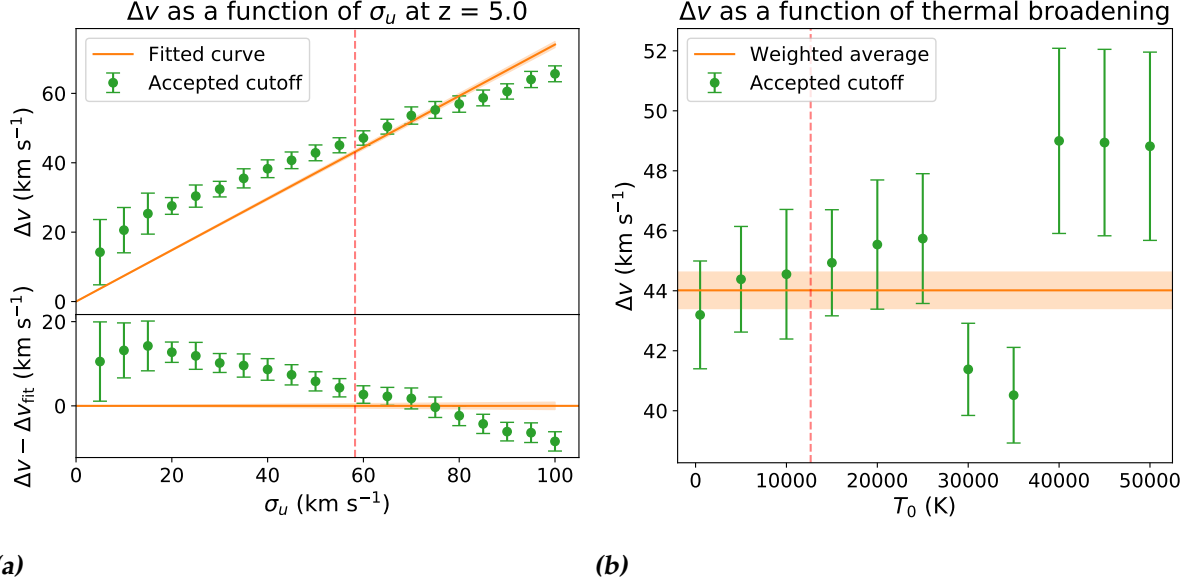 Δv as a function of σ_u at z = 5.0
Fitted curve
Accepted cutoff
Δv (km s⁻¹)
60
40
20
0
Δv − Δv_fit (km s⁻¹)
20
0
0
20
40
60
80
100
σ_u (km s⁻¹)
(a)
Δv as a function of thermal broadening
Weighted average
Accepted cutoff
Δv (km s⁻¹)
52
50
48
46
44
42
40
0
10000
20000
30000
40000
50000
T₀ (K)
(b)